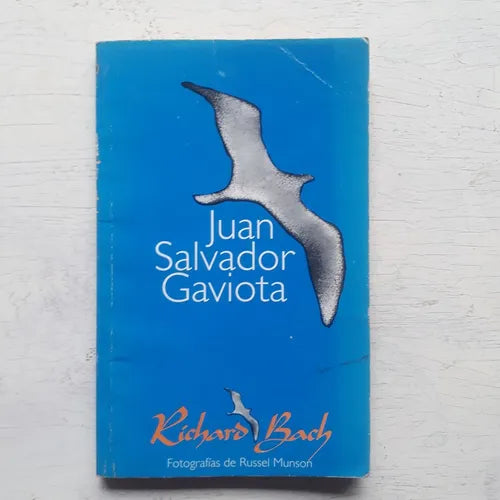 Juan
Salvador
Gaviota
Richard Bach
Fotografías de Russel Munson